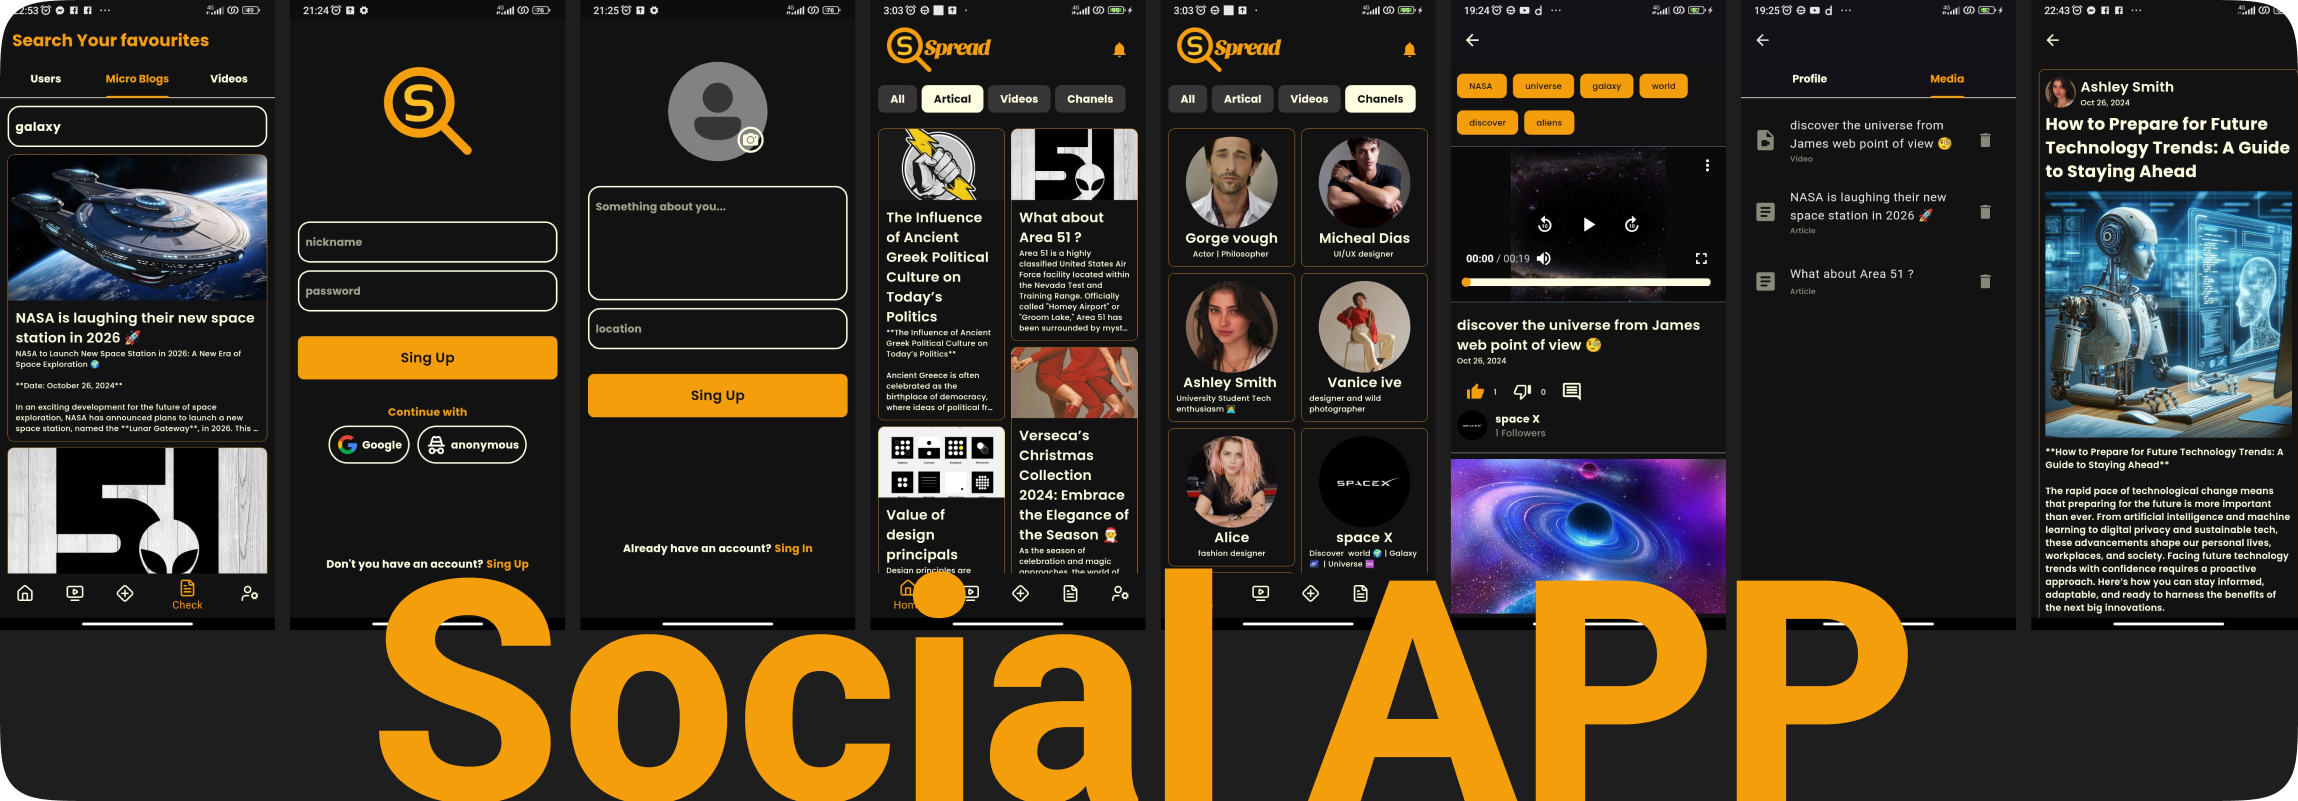 22:53
49
Search Your favourites
Users
Micro Blogs
Videos
galaxy
NASA is laughing their new space
station in 2026 🚀
NASA to Launch New Space Station in 2026: A New Era of
Space Exploration 🌍
**Date: October 26, 2024**
In an exciting development for the future of space
exploration, NASA has announced plans to launch a new
space station, named the **Lunar Gateway**, in 2026. This ...
51
Check
21:24
76
S
nickname
password
Sing Up
Continue with
Google
anonymous
Don't you have an account? Sing Up
21:25
76
Something about you...
location
Sing Up
Already have an account? Sing In
3:03
95
S Spread
All
Artical
Videos
Chanels
The Influence
of Ancient
Greek Political
Culture on
Today's
Politics
**The Influence of Ancient
Greek Political Culture on
Today's Politics**
Ancient Greece is often
celebrated as the
birthplace of democracy,
where ideas of political fr...
Value of
design
principals
Design principles are
51
What about
Area 51 ?
Area 51 is a highly
classified United States Air
Force facility located within
the Nevada Test and
Training Range. Officially
called "Homey Airport" or
"Groom Lake," Area 51 has
been surrounded by myst...
Verseca's
Christmas
Collection
2024: Embrace
the Elegance of
the Season 🎅
As the season of
celebration and magic
approaches, the world of
Home
3:03
95
S Spread
All
Artical
Videos
Chanels
Gorge vough
Actor | Philosopher
Micheal Dias
UI/UX designer
Ashley Smith
University Student Tech
enthusiasm 🧑‍💻
Vanice ive
designer and wild
photographer
Alice
fashion designer
SPACEX
space X
Discover world 🌍 | Galaxy
🌌 | Universe ♾️
19:24
92
NASA
universe
galaxy
world
discover
aliens
10
10
00:00 / 00:19
discover the universe from James
web point of view 🧐
Oct 26, 2024
1
0
space X
1 Followers
19:25
92
Profile
Media
discover the universe from
James web point of view 🧐
Video
NASA is laughing their new
space station in 2026 🚀
Article
What about Area 51 ?
Article
22:43
Ashley Smith
Oct 26, 2024
How to Prepare for Future
Technology Trends: A Guide
to Staying Ahead
**How to Prepare for Future Technology Trends: A
Guide to Staying Ahead**
The rapid pace of technological change means
that preparing for the future is more important
than ever. From artificial intelligence and machine
learning to digital privacy and sustainable tech,
these advancements shape our personal lives,
workplaces, and society. Facing future technology
trends with confidence requires a proactive
approach. Here's how you can stay informed,
adaptable, and ready to harness the benefits of
the next big innovations.
Social APP